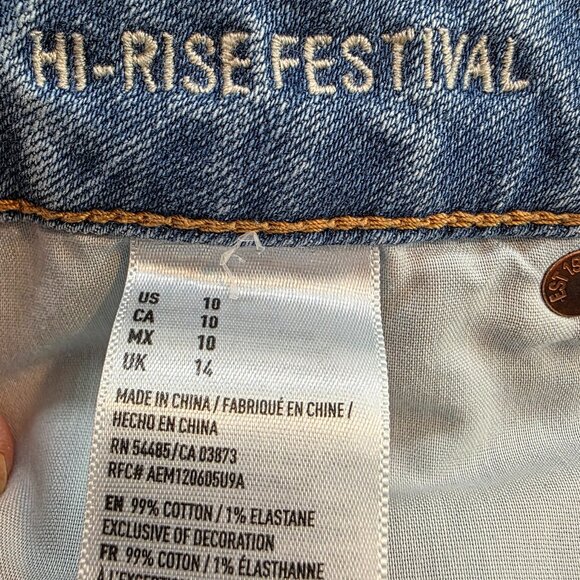 HI-RISE FESTIVAL
US 10
CA 10
MX 10
UK 14
MADE IN CHINA / FABRIQUÉ EN CHINE /
HECHO EN CHINA
RN 54485/CA 03873
RFC# AEM120605U9A
EN 99% COTTON / 1% ELASTANE
EXCLUSIVE OF DECORATION
FR 99% COTON / 1% ÉLASTHANNE
EST